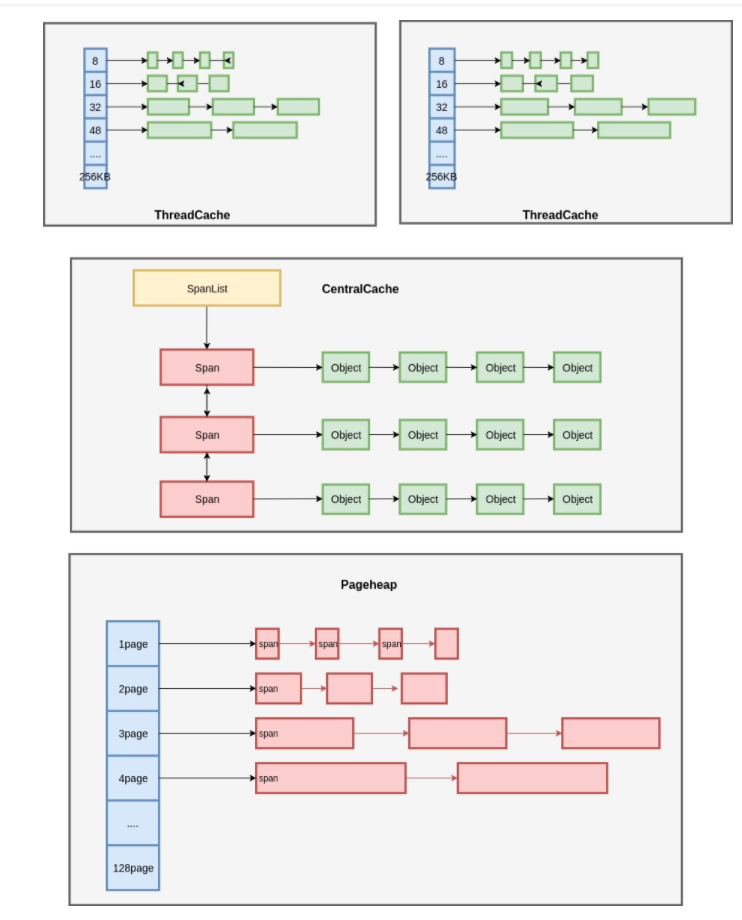 8
16
32
48
....
256KB
ThreadCache
8
16
32
48
....
256KB
ThreadCache
SpanList
CentralCache
Span Object Object Object Object
Span Object Object Object Object
Span Object Object Object Object
Pageheap
1page span span span
2page span
3page span
4page span
....
128page